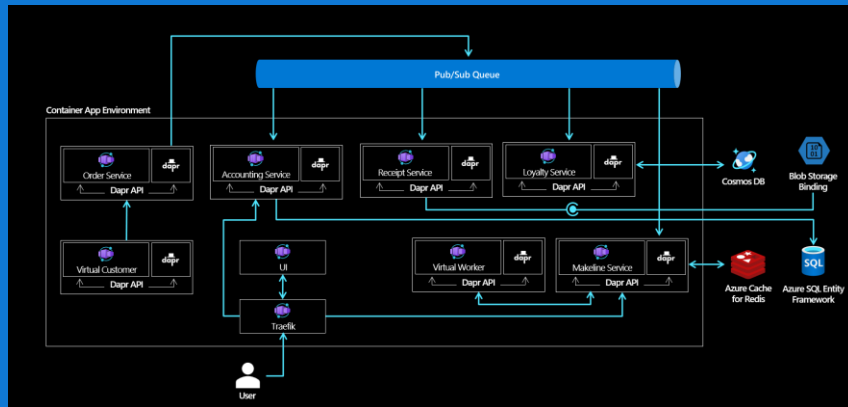 Pub/Sub Queue
Container App Environment
Order Service
dapr
Dapr API
Accounting Service
dapr
Dapr API
Receipt Service
dapr
Dapr API
Loyalty Service
dapr
Dapr API
Cosmos DB
10
01
Blob Storage
Binding
Virtual Customer
dapr
Dapr API
UI
Traefik
Virtual Worker
dapr
Dapr API
Makeline Service
dapr
Dapr API
Azure Cache
for Redis
SQL
Azure SQL Entity
Framework
User